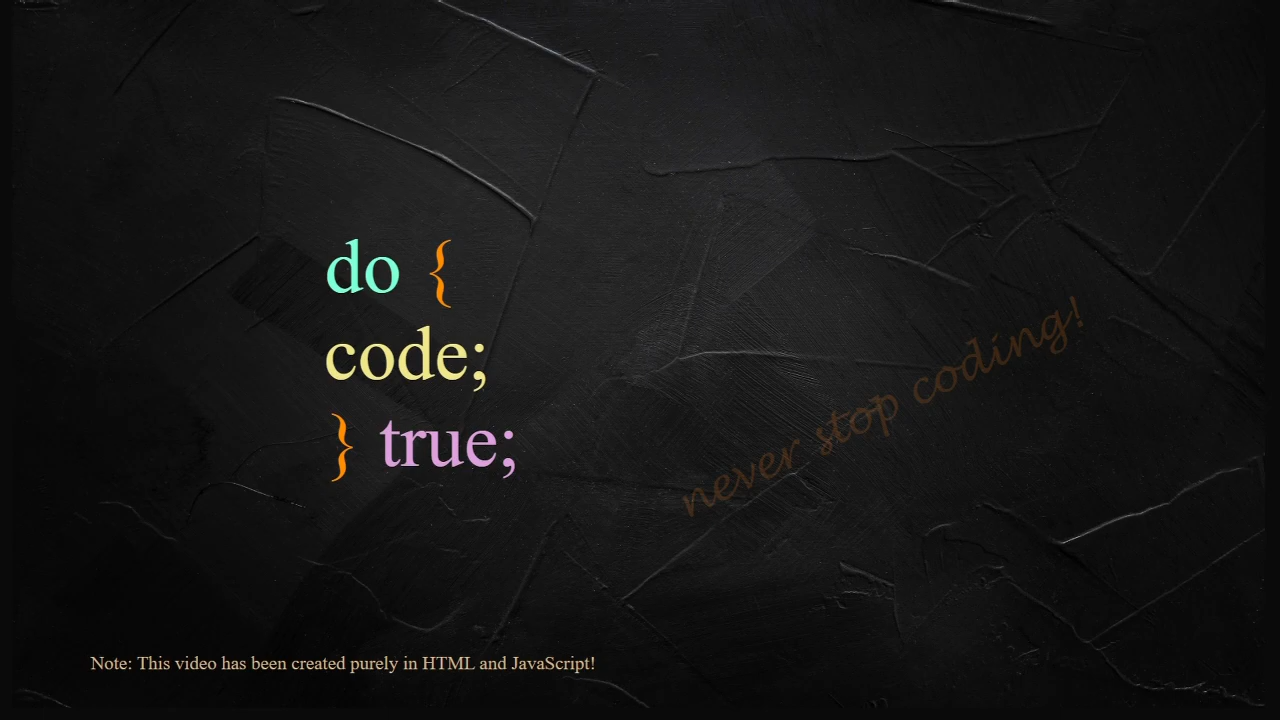 do {
code;
} true;
never stop coding!
Note: This video has been created purely in HTML and JavaScript!